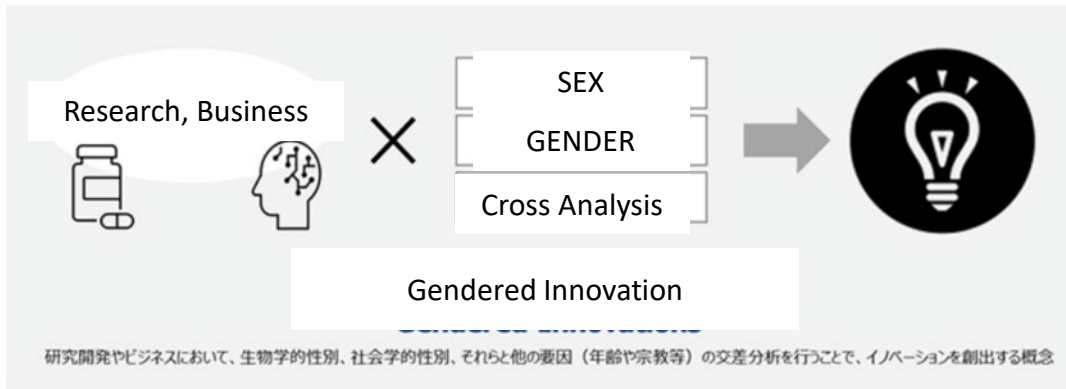 Research, Business
SEX
GENDER
Cross Analysis
Gendered Innovation
研究開発やビジネスにおいて、生物学的性別、社会学的性別、それらと他の要因（年齢や宗教等）の交差分析を行うことで、イノベーションを創出する概念